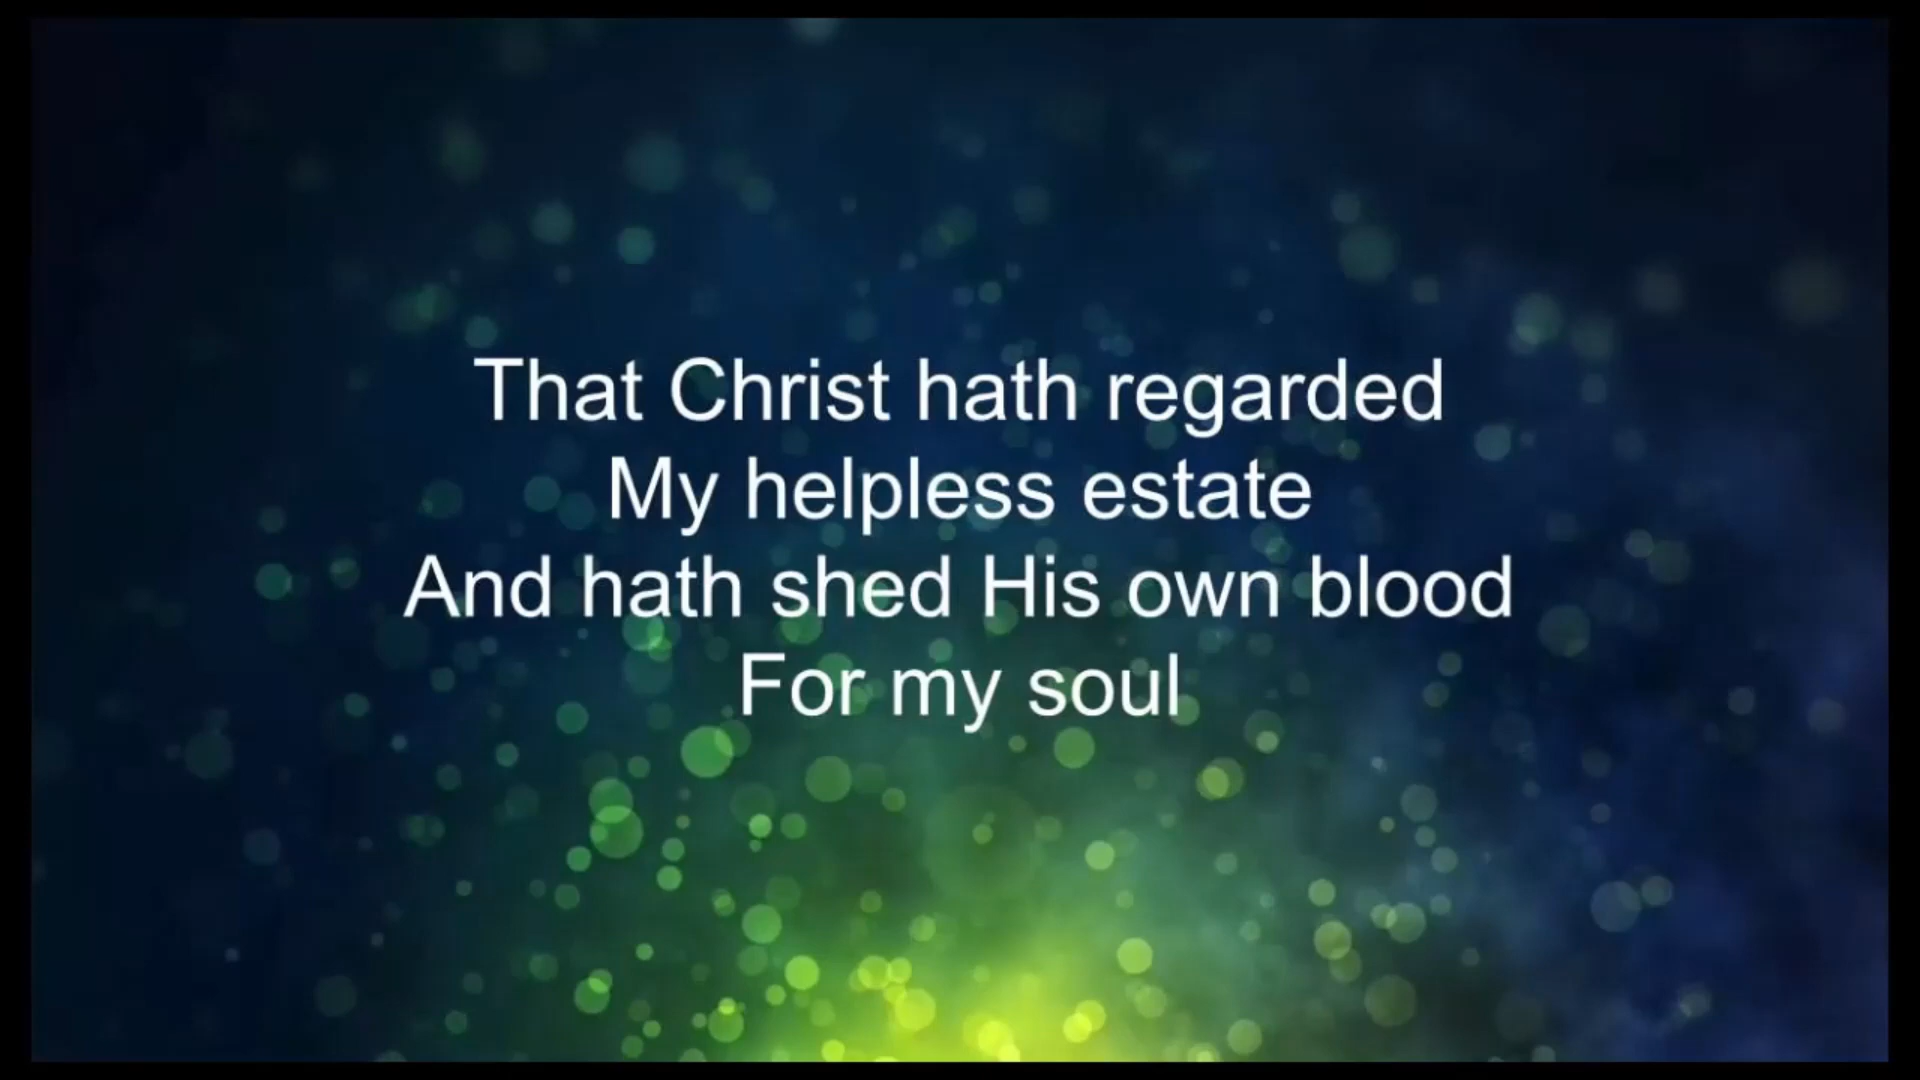 That Christ hath regarded
My helpless estate
And hath shed His own blood
For my soul